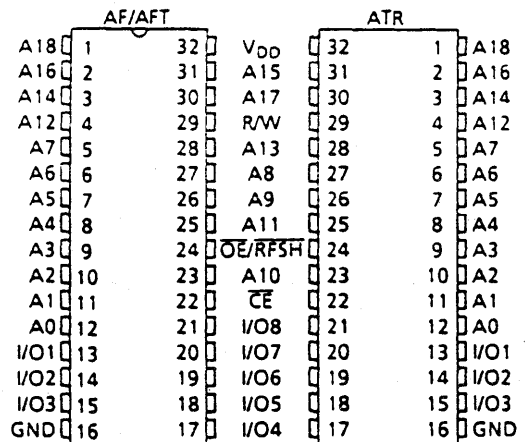 AF/AFT ATR
A18 1 32 VDD 32 1 A18
A16 2 31 A15 31 2 A16
A14 3 30 A17 30 3 A14
A12 4 29 R/W 29 4 A12
A7 5 28 A13 28 5 A7
A6 6 27 A8 27 6 A6
A5 7 26 A9 26 7 A5
A4 8 25 A11 25 8 A4
A3 9 24 OE/RFSH 24 9 A3
A2 10 23 A10 23 10 A2
A1 11 22 CE 22 11 A1
A0 12 21 I/O8 21 12 A0
I/O1 13 20 I/O7 20 13 I/O1
I/O2 14 19 I/O6 19 14 I/O2
I/O3 15 18 I/O5 18 15 I/O3
GND 16 17 I/O4 17 16 GND